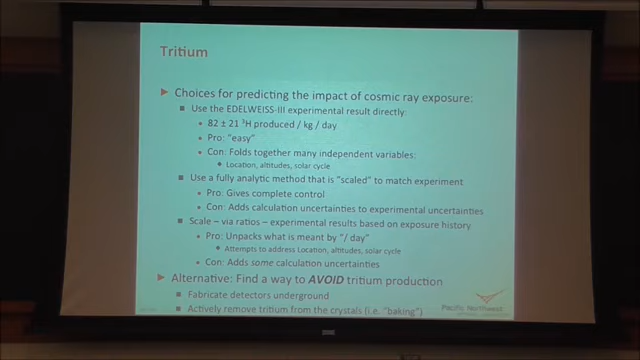 Tritium
Choices for predicting the impact of cosmic ray exposure:
Use the EDELWEISS-III experimental result directly
82 ± 21 ³H produced / kg / day
Pro: "easy"
Con: Folds together many independent variables:
Location, altitudes, solar cycle
Use a fully analytic method that is "scaled" to match experiment
Pro: Gives complete control
Con: Adds calculation uncertainties to experimental uncertainties
Scale – via ratios – experimental results based on exposure history
Pro: Unpacks what is meant by "/ day"
Attempts to address Location, altitudes, solar cycle
Con: Adds some calculation uncertainties
Alternative: Find a way to AVOID tritium production
Fabricate detectors underground
Actively remove tritium from the crystals (i.e. "baking")
Pacific Northwest